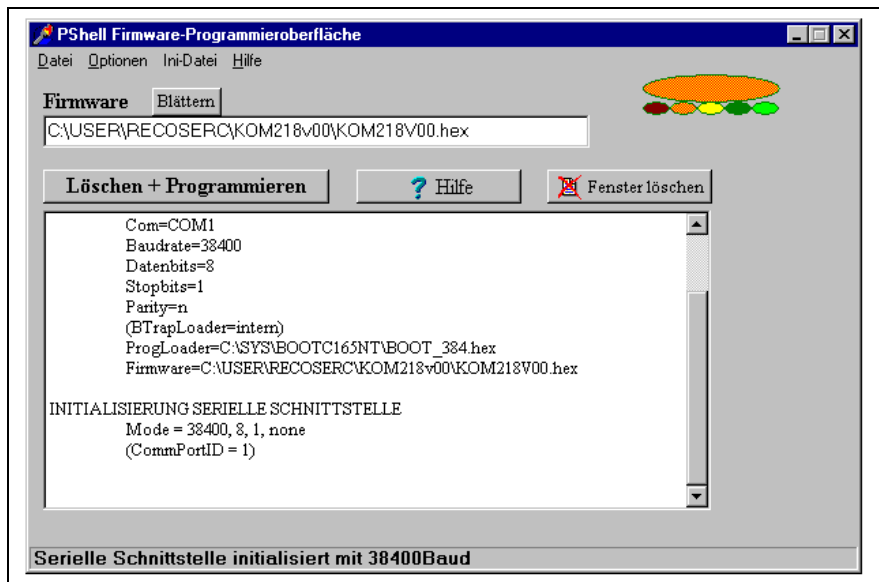 PShell Firmware-Programmieroberfläche
Datei Optionen Ini-Datei Hilfe
Firmware Blättern
C:\USER\RECOSERC\KOM218v00\KOM218V00.hex
Löschen + Programmieren ? Hilfe Fenster löschen
Com=COM1
Baudrate=38400
Datenbits=8
Stopbits=1
Parity=n
(BTrapLoader=intern)
ProgLoader=C:\SYS\BOOTC165NT\BOOT_384.hex
Firmware=C:\USER\RECOSERC\KOM218v00\KOM218V00.hex
INITIALISIERUNG SERIELLE SCHNITTSTELLE
Mode = 38400, 8, 1, none
(CommPortID = 1)
Serielle Schnittstelle initialisiert mit 38400Baud